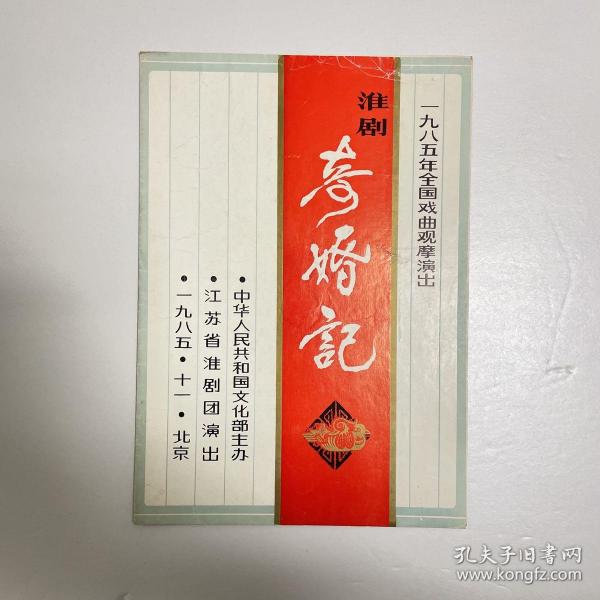 一九八五年全国戏曲观摩演出
淮剧
奇婚記
•中华人民共和国文化部主办
•江苏省淮剧团演出
•一九八五•十一•北京
孔夫子旧书网
www.kongfz.com